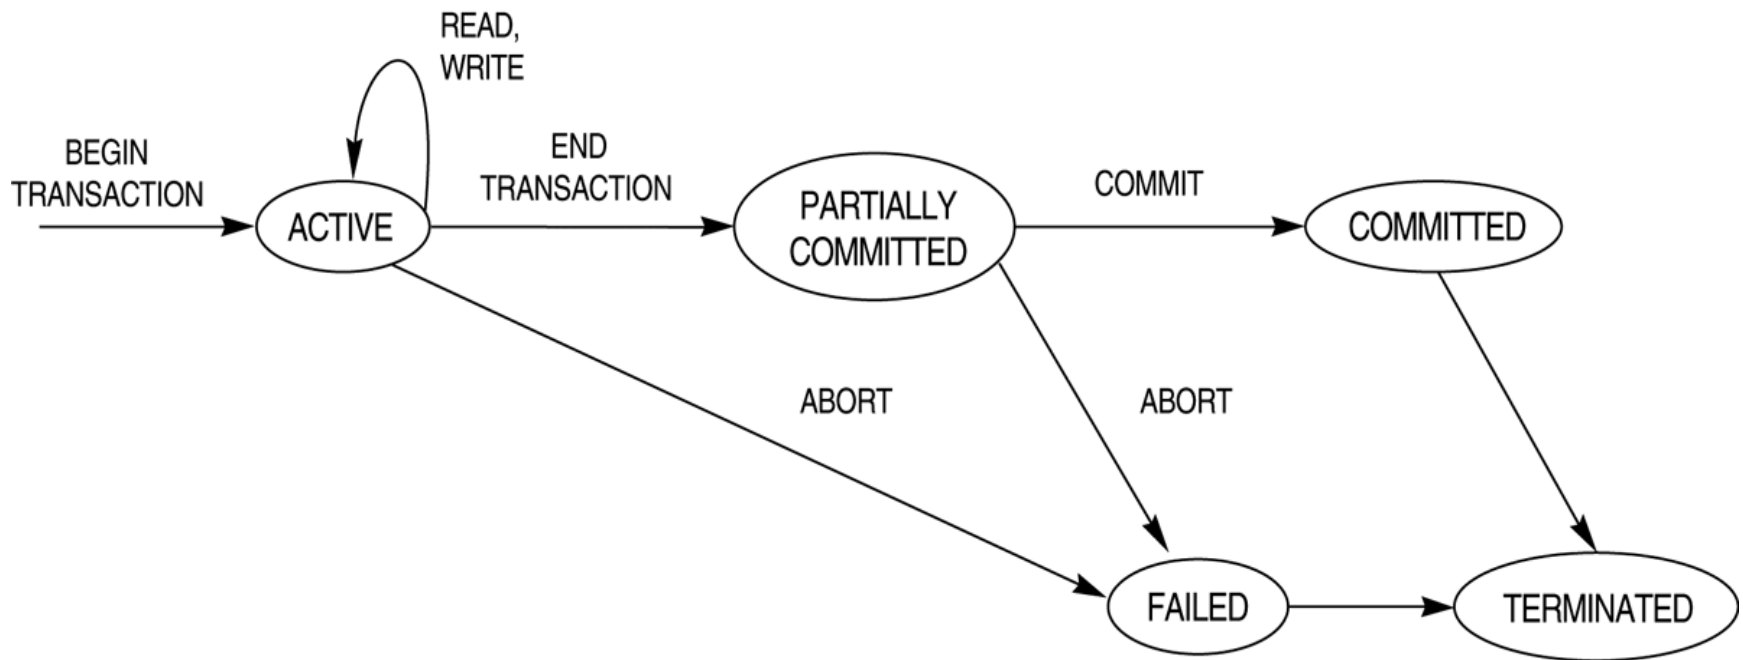 READ,
WRITE
BEGIN
TRANSACTION
END
TRANSACTION
ACTIVE
PARTIALLY
COMMITTED
COMMIT
COMMITTED
ABORT
ABORT
FAILED
TERMINATED